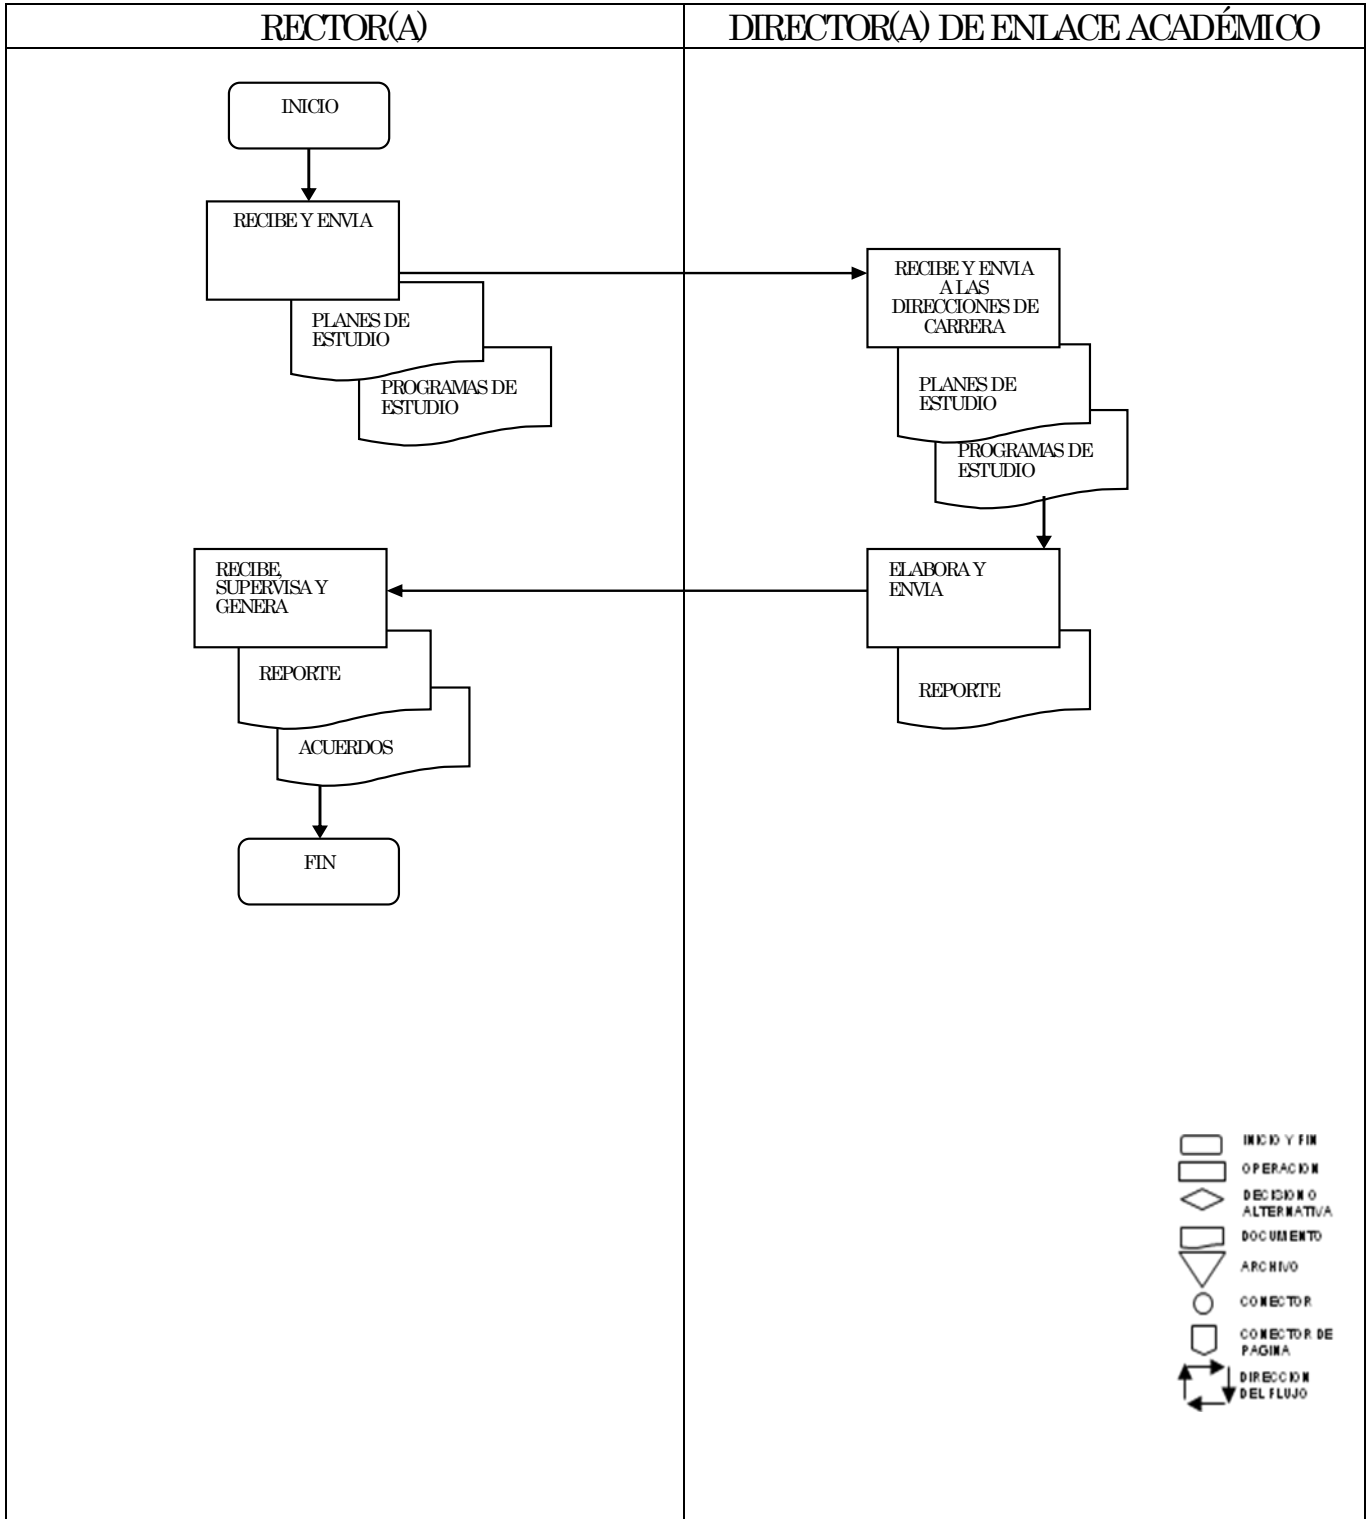 RECTOR(A)
DIRECTOR(A) DE ENLACE ACADÉMICO
INICIO
RECIBE Y ENVIA
PLANES DE
ESTUDIO
PROGRAMAS DE
ESTUDIO
RECIBE Y ENVIA
A LAS
DIRECCIONES DE
CARRERA
PLANES DE
ESTUDIO
PROGRAMAS DE
ESTUDIO
ELABORA Y
ENVIA
REPORTE
RECIBE,
SUPERVISA Y
GENERA
REPORTE
ACUERDOS
FIN
INICIO Y FIN
OPERACION
DECISION O
ALTERNATIVA
DOCUMENTO
ARCHIVO
CONECTOR
CONECTOR DE
PAGINA
DIRECCION
DEL FLUJO